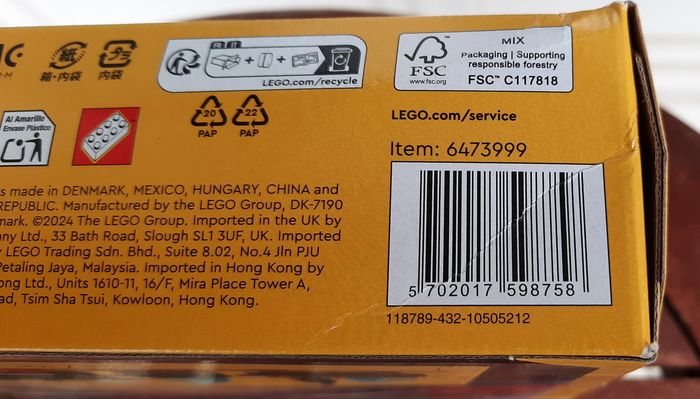 箱・内袋
内袋
FR
IT
+ +
LEGO.com/recycle
FSC
www.fsc.org
MIX
Packaging | Supporting
responsible forestry
FSC™ C117818
Al Amarillo
Envase Plástico
20
PAP
22
PAP
LEGO.com/service
Item: 6473999
s made in DENMARK, MEXICO, HUNGARY, CHINA and
REPUBLIC. Manufactured by the LEGO Group, DK-7190
mark. ©2024 The LEGO Group. Imported in the UK by
ny Ltd., 33 Bath Road, Slough SL1 3UF, UK. Imported
y LEGO Trading Sdn. Bhd., Suite 8.02, No.4 Jln PJU
Petaling Jaya, Malaysia. Imported in Hong Kong by
ong Ltd., Units 1610-11, 16/F, Mira Place Tower A,
ad, Tsim Sha Tsui, Kowloon, Hong Kong.
5 702017 598758
118789-432-10505212